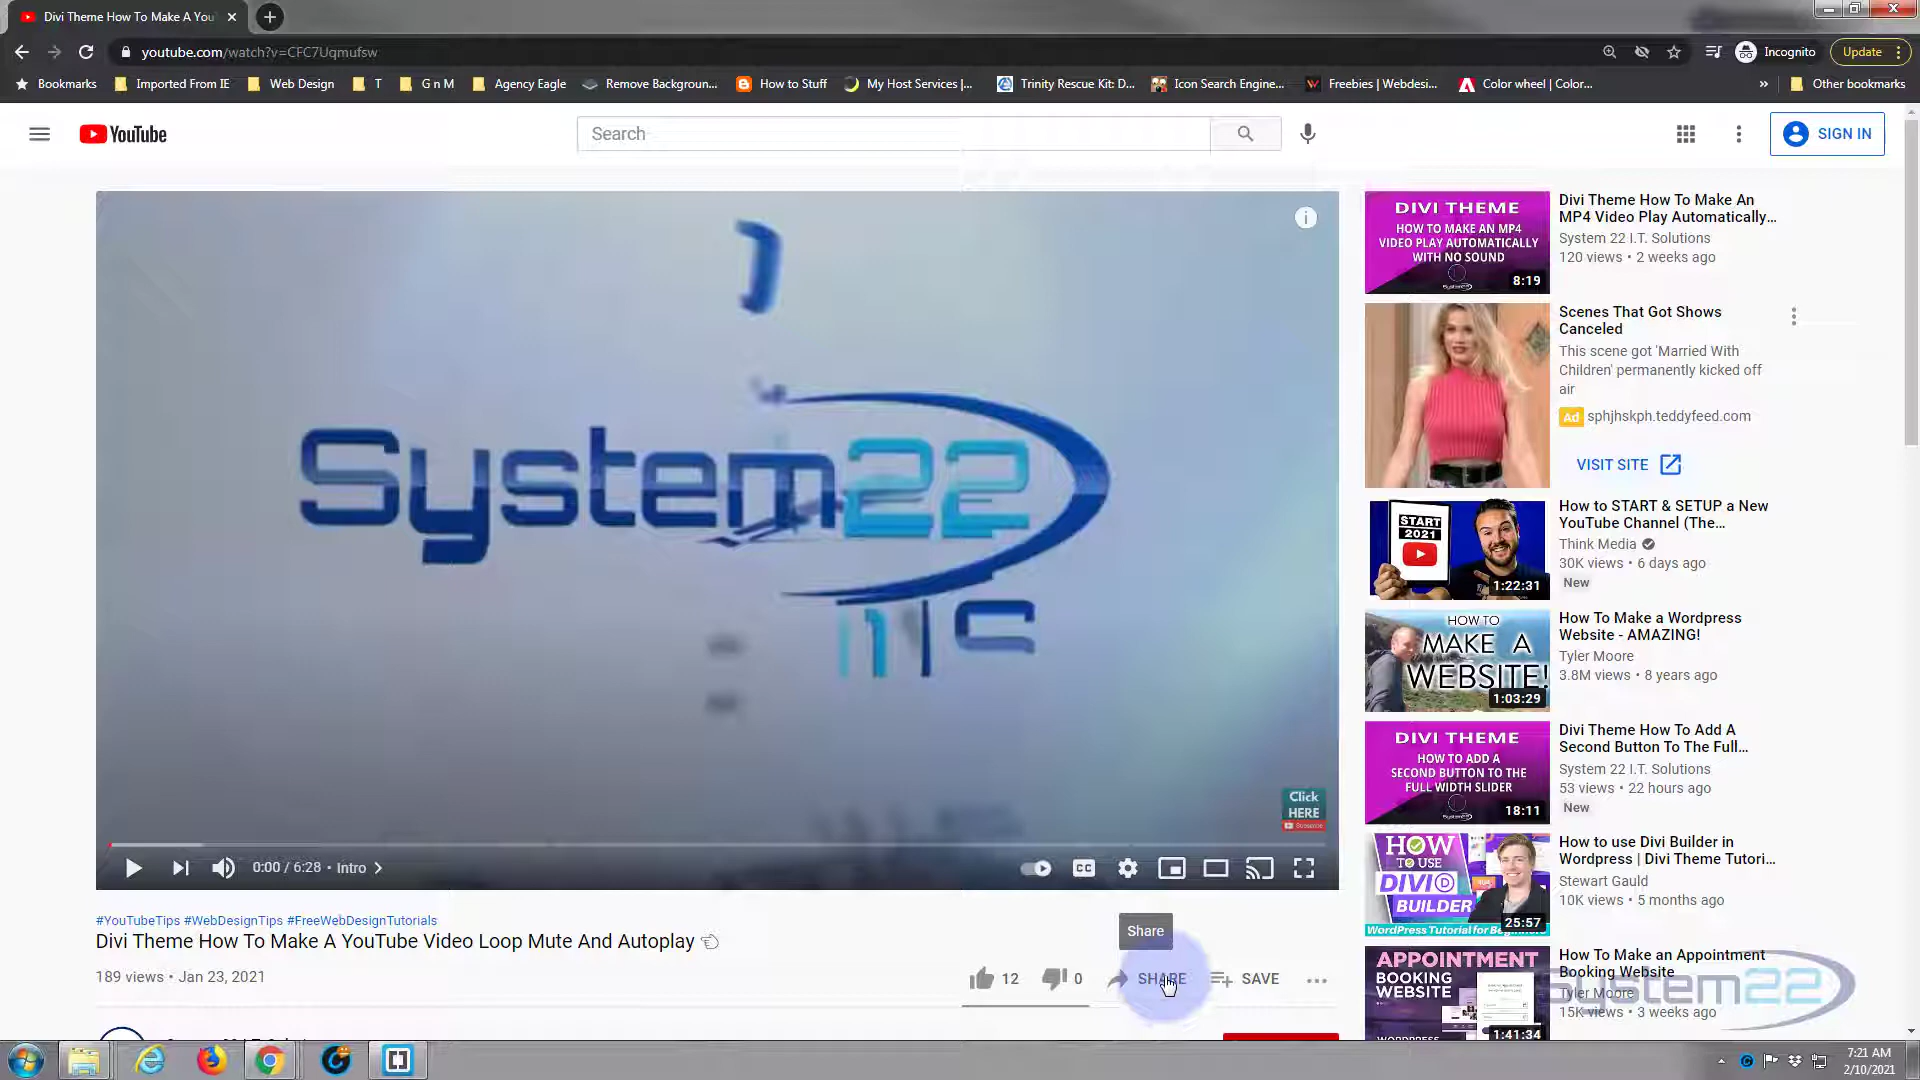 Divi Theme How To Make A You
youtube.com/watch?v=CFC7Uqmufsw
Incognito
Update
Bookmarks
Imported From IE
Web Design
T
G n M
Agency Eagle
Remove Backgroun...
How to Stuff
My Host Services |...
Trinity Rescue Kit: D...
Icon Search Engine...
Freebies | Webdesi...
Color wheel | Color...
»
Other bookmarks
YouTube
Search
SIGN IN
System22
Click
HERE
Subscribe
0:00 / 6:28 • Intro
CC
#YouTubeTips #WebDesignTips #FreeWebDesignTutorials
Divi Theme How To Make A YouTube Video Loop Mute And Autoplay
189 views • Jan 23, 2021
Share
12
0
SHARE
SAVE
DIVI THEME
HOW TO MAKE AN MP4
VIDEO PLAY AUTOMATICALLY
WITH NO SOUND
8:19
Divi Theme How To Make An
MP4 Video Play Automatically...
System 22 I.T. Solutions
120 views • 2 weeks ago
Scenes That Got Shows
Canceled
This scene got 'Married With
Children' permanently kicked off
air
Ad sphjhskph.teddyfeed.com
VISIT SITE
START
2021
1:22:31
How to START & SETUP a New
YouTube Channel (The...
Think Media
30K views • 6 days ago
New
HOW TO
MAKE A
WEBSITE!
1:03:29
How To Make a Wordpress
Website - AMAZING!
Tyler Moore
3.8M views • 8 years ago
DIVI THEME
HOW TO ADD A
SECOND BUTTON TO THE
FULL WIDTH SLIDER
18:11
Divi Theme How To Add A
Second Button To The Full...
System 22 I.T. Solutions
53 views • 22 hours ago
New
HOW
TO USE
DIVI
BUILDER
WordPress Tutorial for Beginners
25:57
How to use Divi Builder in
Wordpress | Divi Theme Tutori...
Stewart Gauld
10K views • 5 months ago
APPOINTMENT
BOOKING
WEBSITE
1:41:34
How To Make an Appointment
Booking Website
Tyler Moore
15K views • 3 weeks ago
System22
7:21 AM
2/10/2021